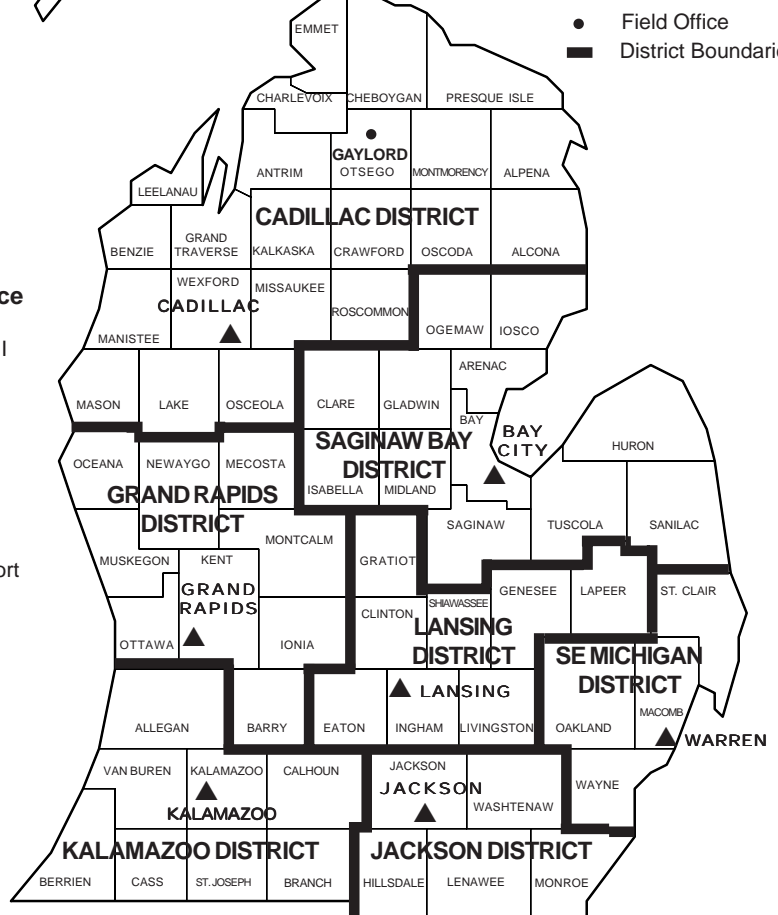 Field Office
District Boundarie
EMMET
CHARLEVOIX
CHEBOYGAN
PRESQUE ISLE
GAYLORD
ANTRIM
OTSEGO
MONTMORENCY
ALPENA
LEELANAU
CADILLAC DISTRICT
BENZIE
GRAND
TRAVERSE
KALKASKA
CRAWFORD
OSCODA
ALCONA
ce
WEXFORD
MISSAUKEE
CADILLAC
ROSCOMMON
OGEMAW
IOSCO
MANISTEE
l
ARENAC
MASON
LAKE
OSCEOLA
CLARE
GLADWIN
BAY
BAY
CITY
HURON
SAGINAW BAY
DISTRICT
OCEANA
NEWAYGO
MECOSTA
ISABELLA
MIDLAND
GRAND RAPIDS
DISTRICT
SAGINAW
TUSCOLA
SANILAC
MONTCALM
GRATIOT
MUSKEGON
KENT
ort
GRAND
RAPIDS
GENESEE
LAPEER
ST. CLAIR
SHIAWASSEE
CLINTON
LANSING
DISTRICT
OTTAWA
IONIA
SE MICHIGAN
DISTRICT
LANSING
MACOMB
ALLEGAN
BARRY
EATON
INGHAM
LIVINGSTON
OAKLAND
WARREN
VAN BUREN
KALAMAZOO
CALHOUN
JACKSON
WAYNE
JACKSON
WASHTENAW
KALAMAZOO
KALAMAZOO DISTRICT
JACKSON DISTRICT
BERRIEN
CASS
ST. JOSEPH
BRANCH
HILLSDALE
LENAWEE
MONROE